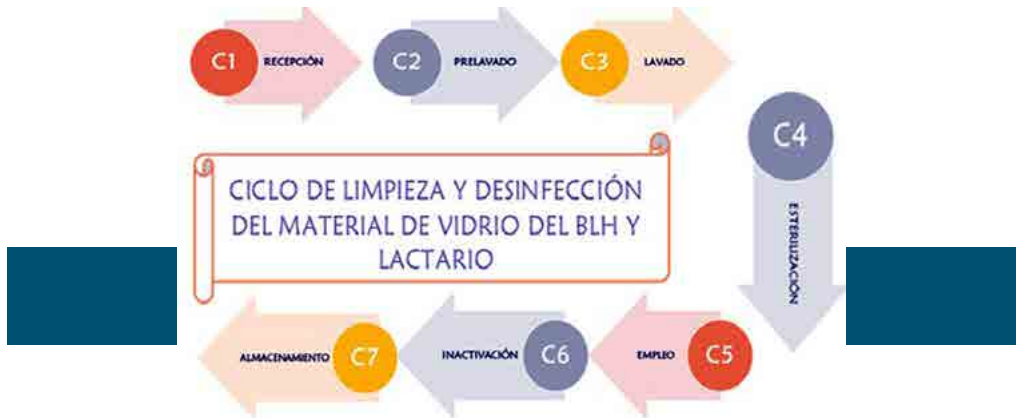 C1 RECEPCIÓN
C2 PRELAVADO
C3 LAVADO
C4
ESTERILIZACIÓN
CICLO DE LIMPIEZA Y DESINFECCIÓN
DEL MATERIAL DE VIDRIO DEL BLH Y
LACTARIO
EMPLEO C5
INACTIVACIÓN C6
ALMACENAMIENTO C7